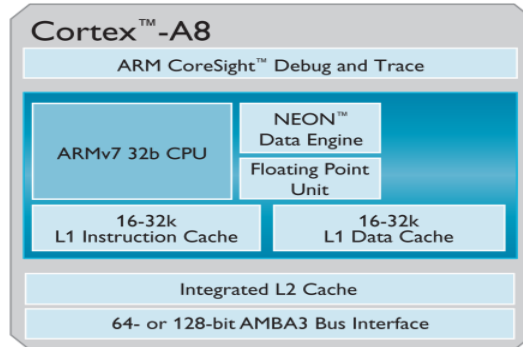 Cortex™-A8
ARM CoreSight™ Debug and Trace
ARMv7 32b CPU
NEON™
Data Engine
Floating Point
Unit
16-32k
L1 Instruction Cache
16-32k
L1 Data Cache
Integrated L2 Cache
64- or 128-bit AMBA3 Bus Interface